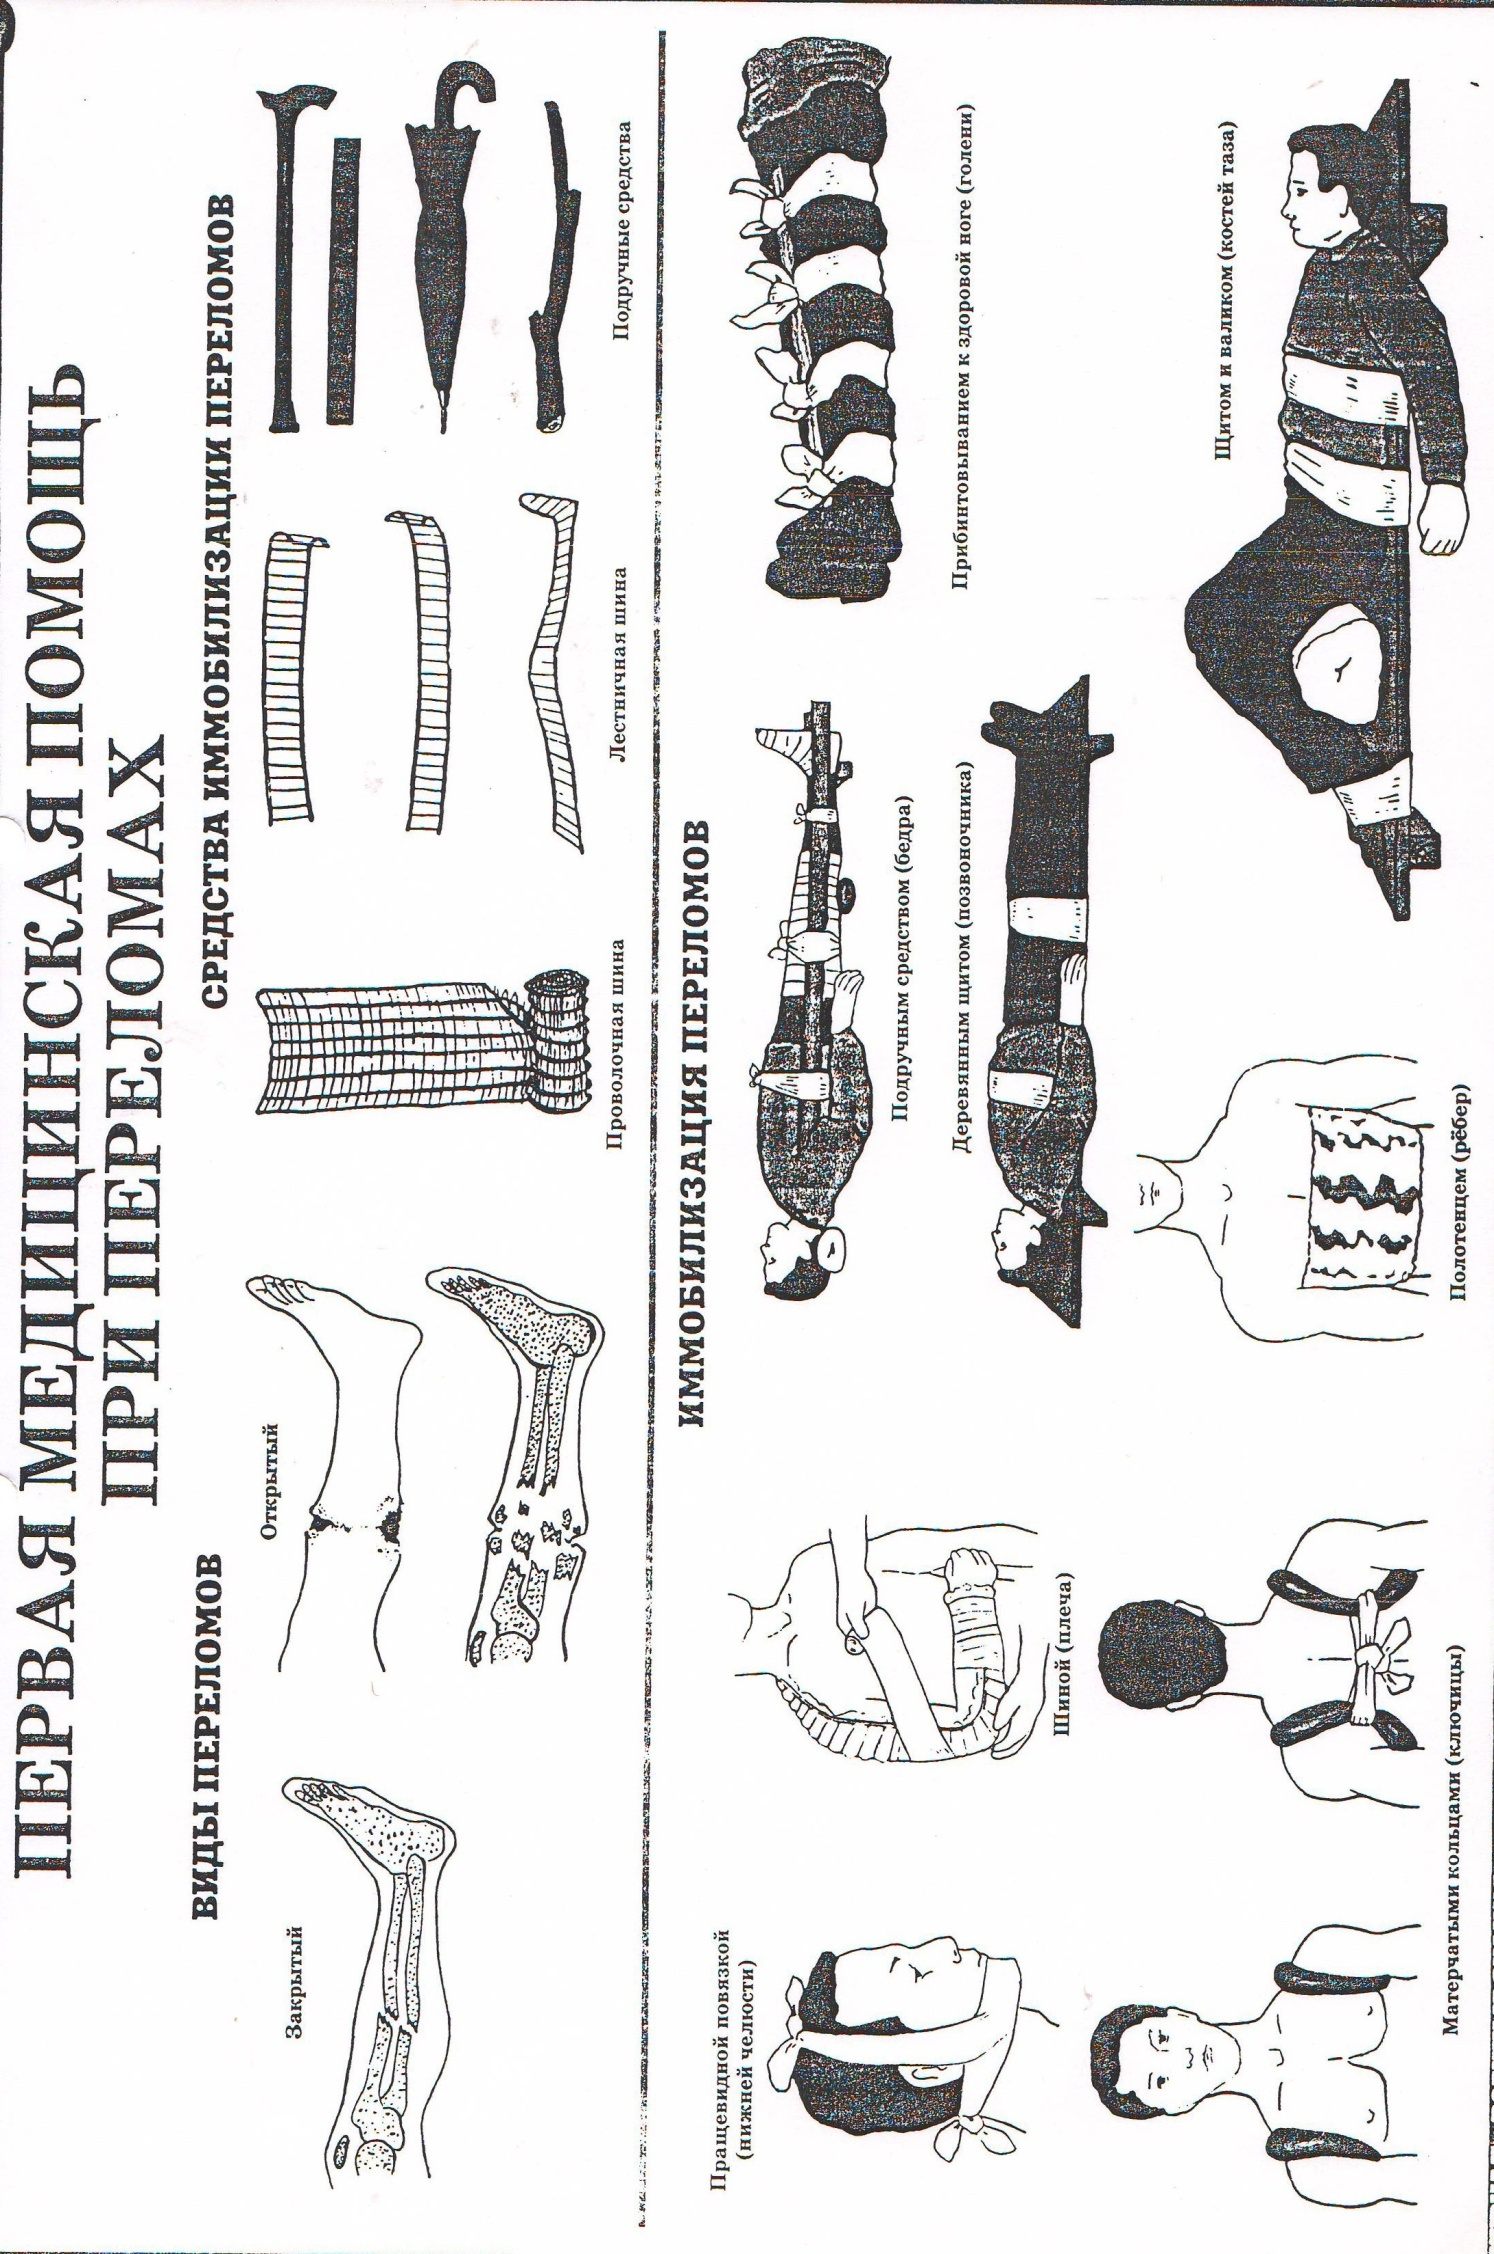 ПЕРВАЯ МЕДИЦИНСКАЯ ПОМОЩЬ
ПРИ ПЕРЕЛОМАХ
ВИДЫ ПЕРЕЛОМОВ
Закрытый
Открытый
СРЕДСТВА ИММОБИЛИЗАЦИИ ПЕРЕЛОМОВ
Проволочная шина
Лестничная шина
Подручные средства
ИММОБИЛИЗАЦИЯ ПЕРЕЛОМОВ
Пращевидной повязкой
(нижней челюсти)
Шиной (плеча)
Подручным средством (бедра)
Прибинтовыванием к здоровой ноге (голени)
Деревянным щитом (позвоночника)
Матерчатыми кольцами (ключицы)
Полотенцем (рёбер)
Щитом и валиком (костей таза)